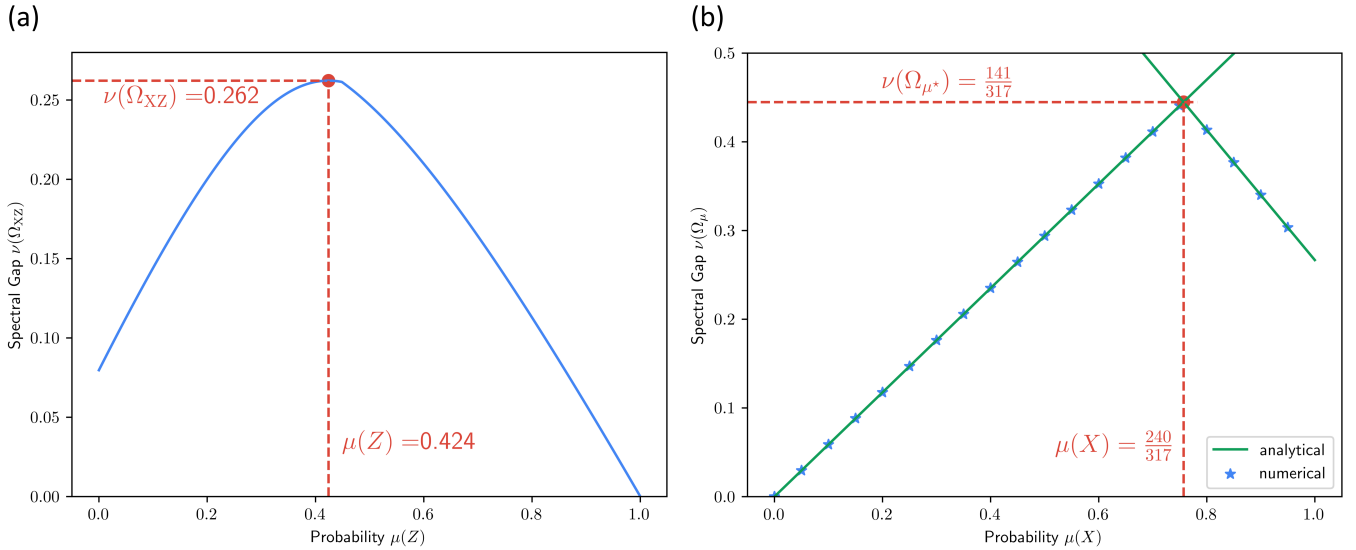 (a)
0.25
0.20
0.15
0.10
0.05
0.00
0.0 0.2 0.4 0.6 0.8 1.0
Spectral Gap ν(Ω_XZ)
Probability μ(Z)
ν(Ω_XZ) =0.262
μ(Z) =0.424
(b)
0.5
0.4
0.3
0.2
0.1
0.0
0.0 0.2 0.4 0.6 0.8 1.0
Spectral Gap ν(Ω_μ)
Probability μ(X)
ν(Ω_μ⋆) = 141/317
μ(X) = 240/317
analytical
numerical